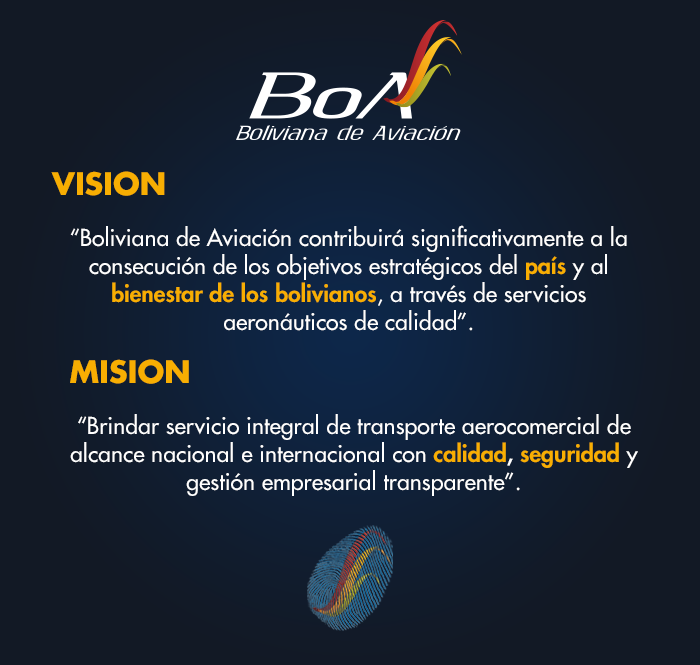 BoA
Boliviana de Aviación
VISION
“Boliviana de Aviación contribuirá significativamente a la
consecución de los objetivos estratégicos del país y al
bienestar de los bolivianos, a través de servicios
aeronáuticos de calidad”.
MISION
“Brindar servicio integral de transporte aerocomercial de
alcance nacional e internacional con calidad, seguridad y
gestión empresarial transparente”.